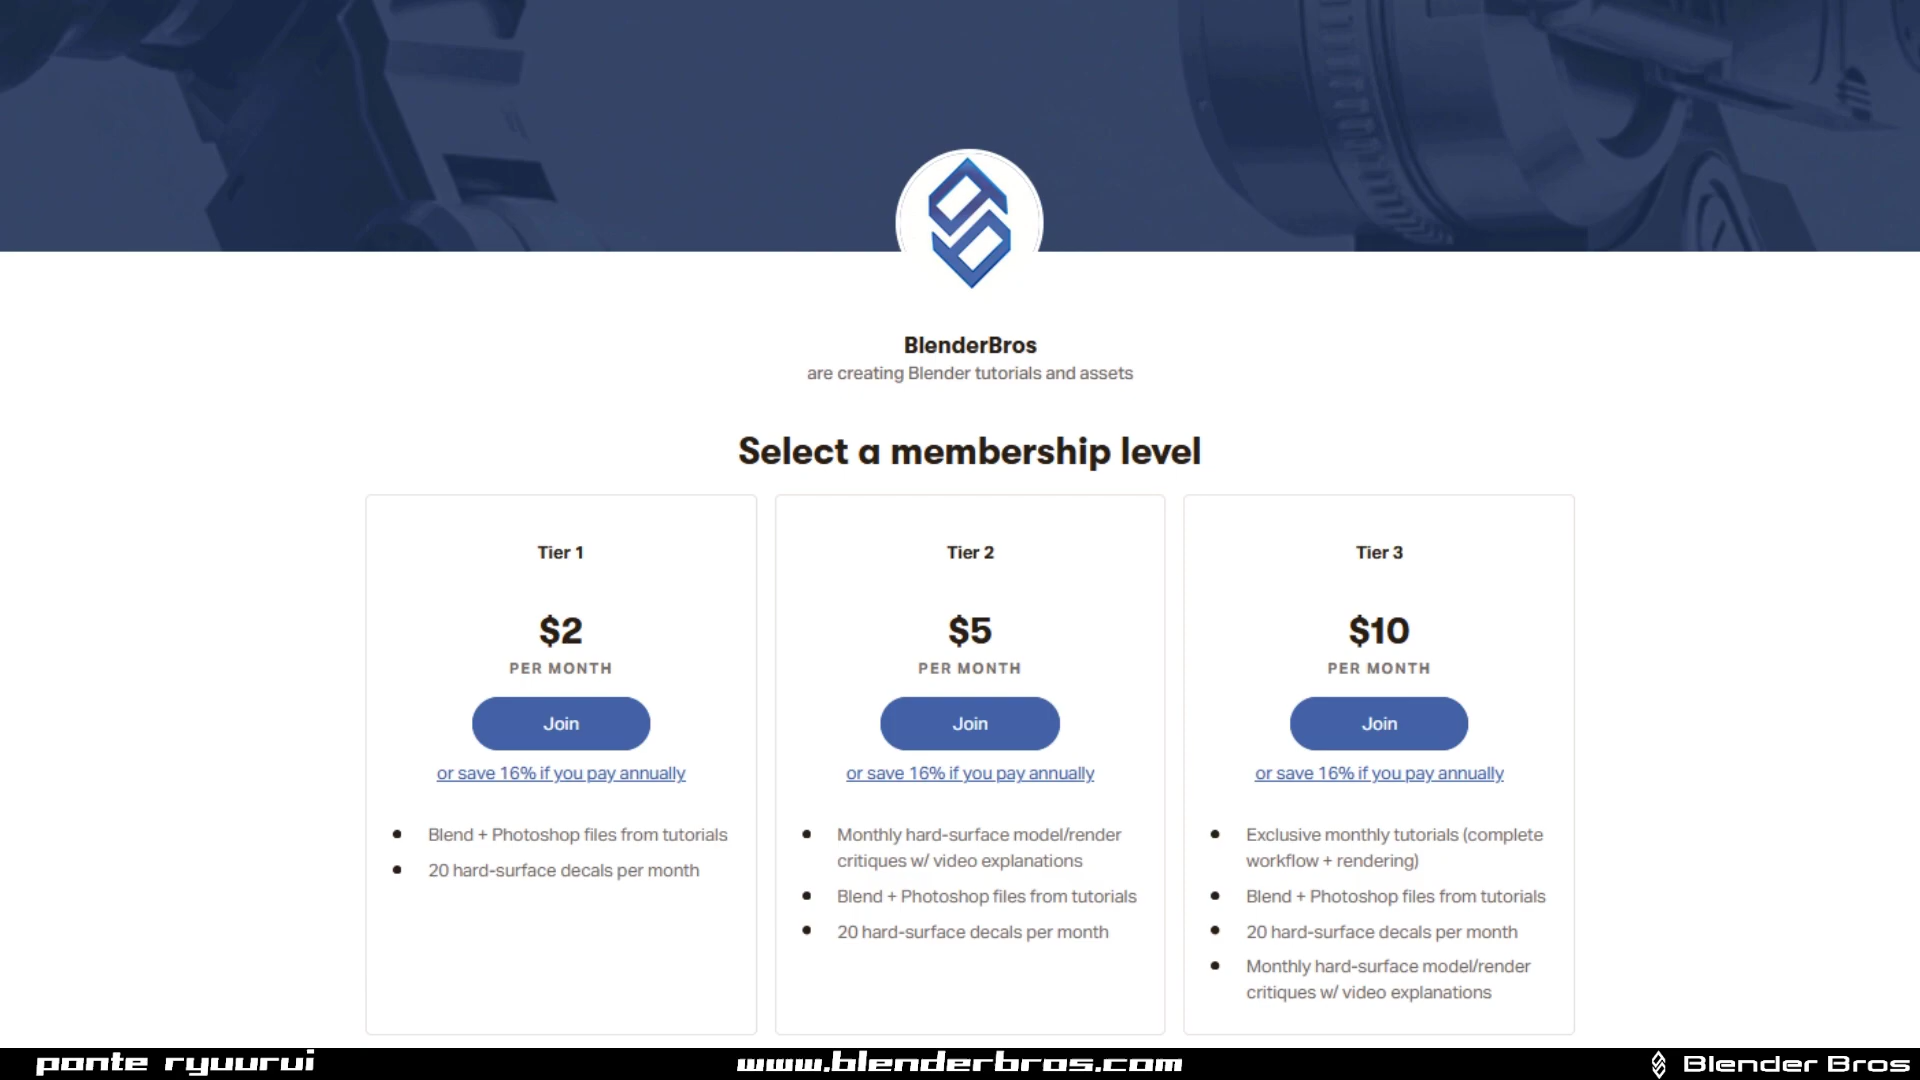 BlenderBros
are creating Blender tutorials and assets
Select a membership level
Tier 1
$2
PER MONTH
Join
or save 16% if you pay annually
Blend + Photoshop files from tutorials
20 hard-surface decals per month
Tier 2
$5
PER MONTH
Join
or save 16% if you pay annually
Monthly hard-surface model/render
critiques w/ video explanations
Blend + Photoshop files from tutorials
20 hard-surface decals per month
Tier 3
$10
PER MONTH
Join
or save 16% if you pay annually
Exclusive monthly tutorials (complete
workflow + rendering)
Blend + Photoshop files from tutorials
20 hard-surface decals per month
Monthly hard-surface model/render
critiques w/ video explanations
ponte ryuurui
www.blenderbros.com
Blender Bros